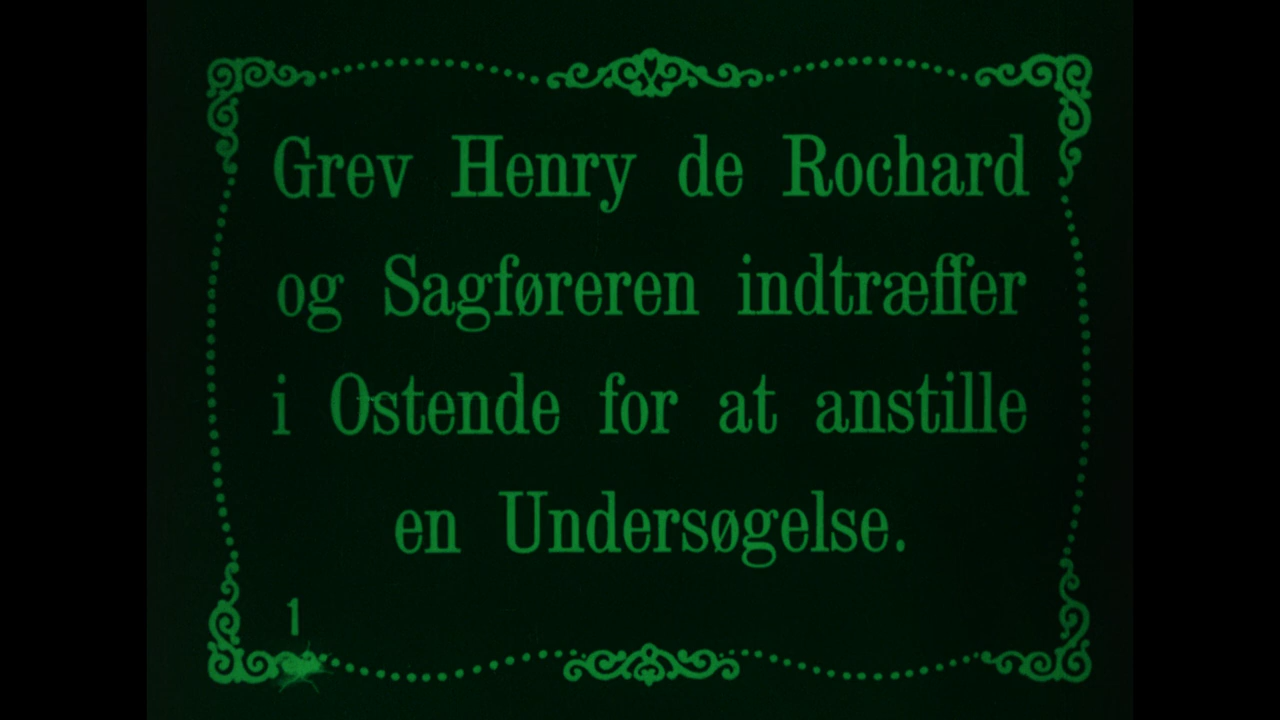 Grev Henry de Rochard
og Sagføreren indtræffer
i Ostende for at anstille
en Undersøgelse.
1